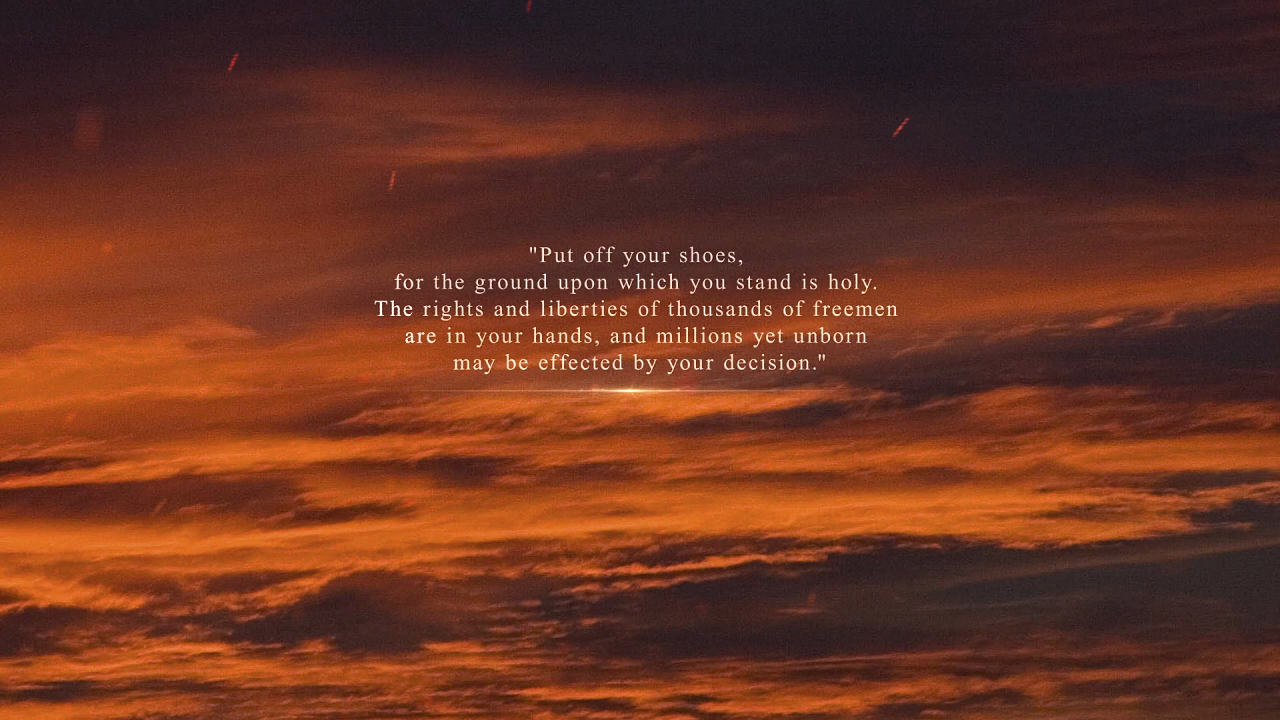 "Put off your shoes,
for the ground upon which you stand is holy.
The rights and liberties of thousands of freemen
are in your hands, and millions yet unborn
may be effected by your decision."